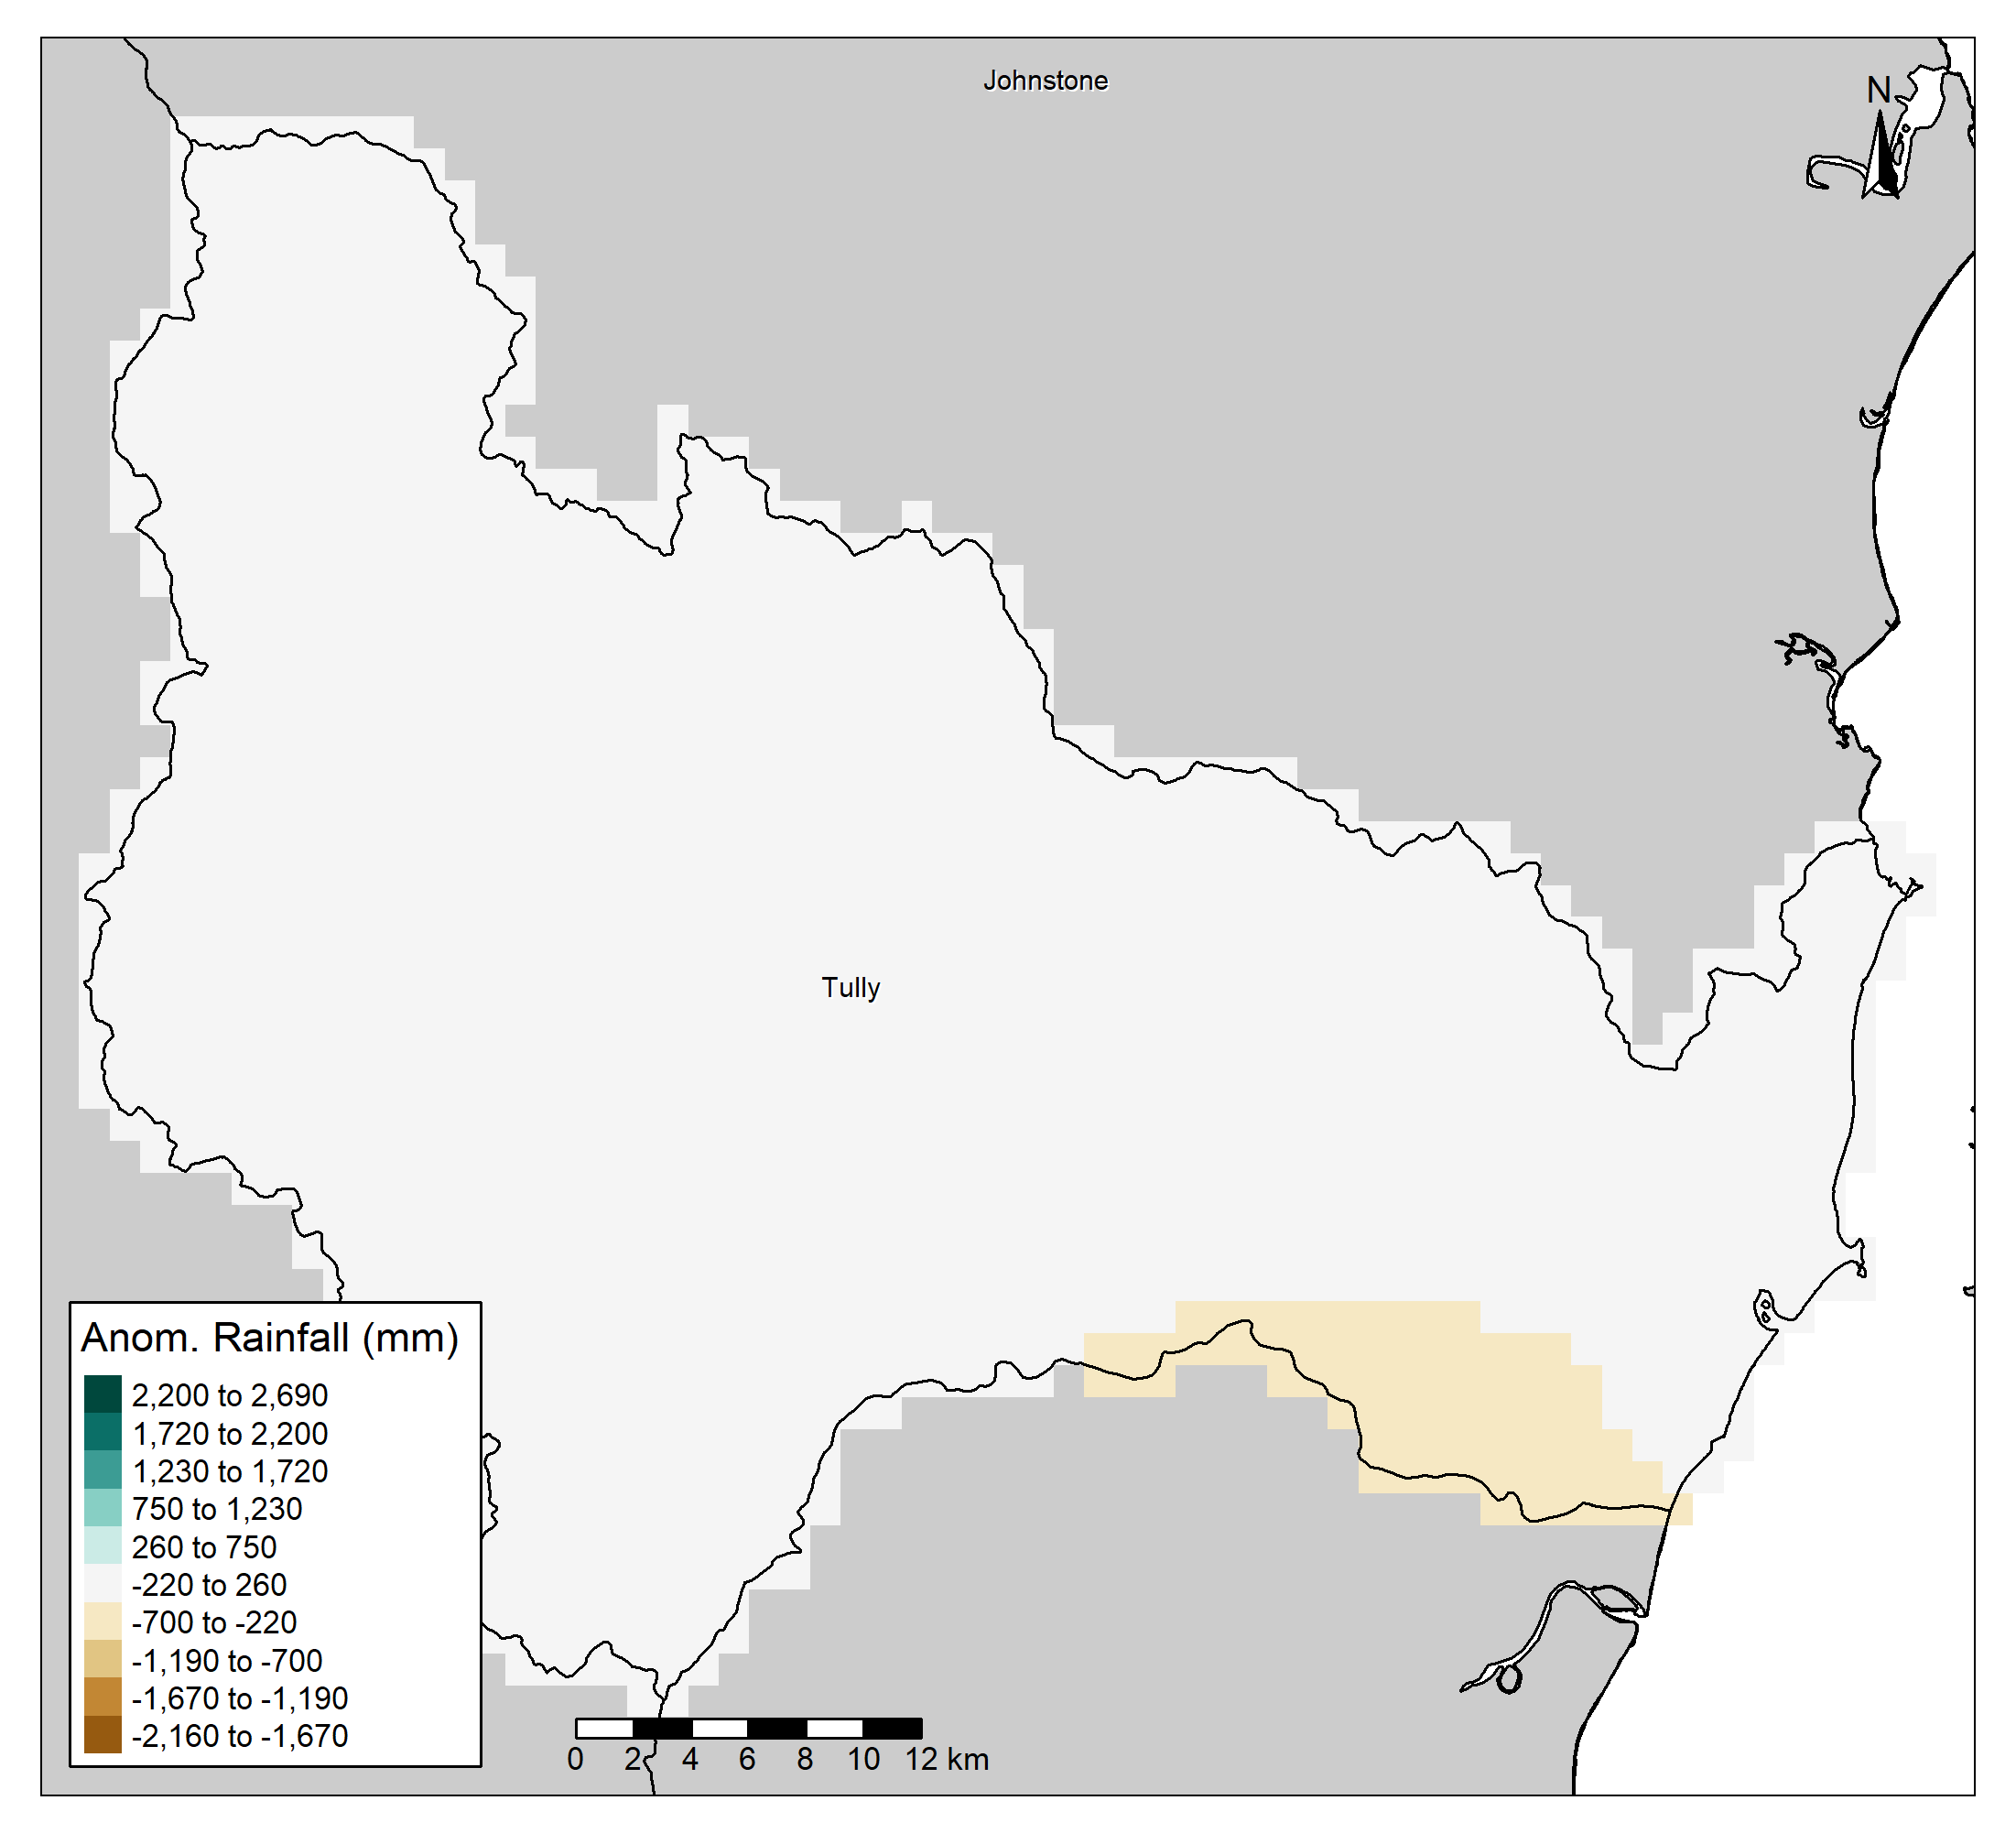 Johnstone
N
Tully
Anom. Rainfall (mm)
2,200 to 2,690
1,720 to 2,200
1,230 to 1,720
750 to 1,230
260 to 750
-220 to 260
-700 to -220
-1,190 to -700
-1,670 to -1,190
-2,160 to -1,670
0 2 4 6 8 10 12 km